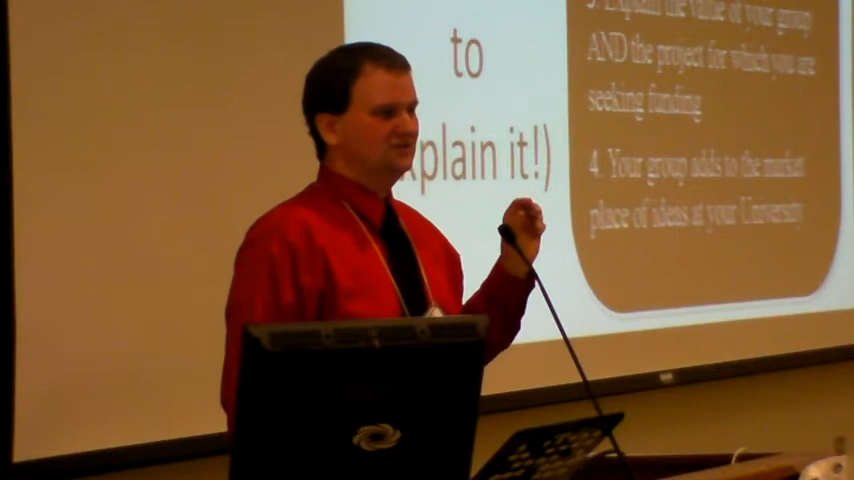 to
xplain it!)
3. Explain the value of your group
AND the project for which you are
seeking funding
4. Your group adds to the market
place of ideas at your University